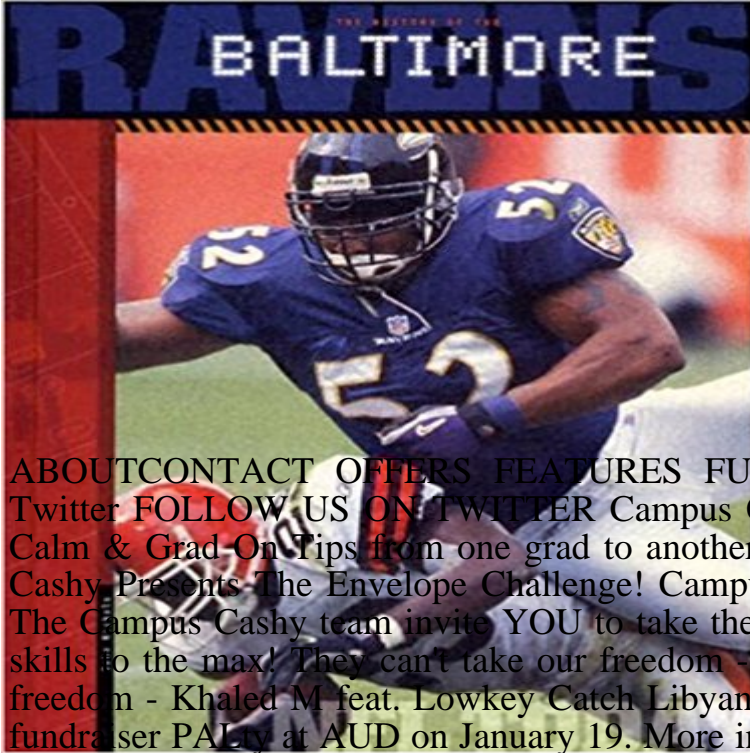 THE HISTORY OF THE
RAVENS
BALTIMORE
52
52
52
ABOUTCONTACT OFFERS FEATURES FU
Twitter FOLLOW US ON TWITTER Campus
Calm & Grad On Tips from one grad to another
Cashy Presents The Envelope Challenge! Camp
The Campus Cashy team invite YOU to take the
skills to the max! They can't take our freedom -
freedom - Khaled M feat. Lowkey Catch Libyan
fundraiser PALty at AUD on January 19. More i